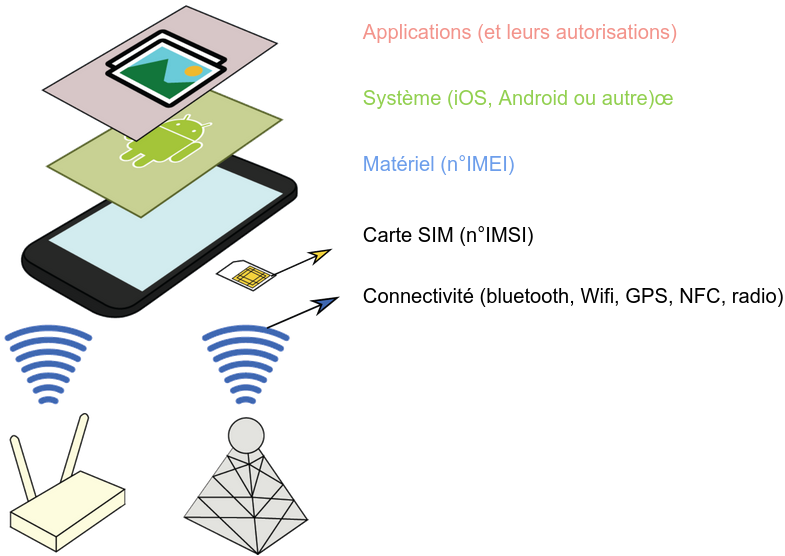 Applications (et leurs autorisations)
Système (iOS, Android ou autre)œ
Matériel (n°IMEI)
Carte SIM (n°IMSI)
Connectivité (bluetooth, Wifi, GPS, NFC, radio)